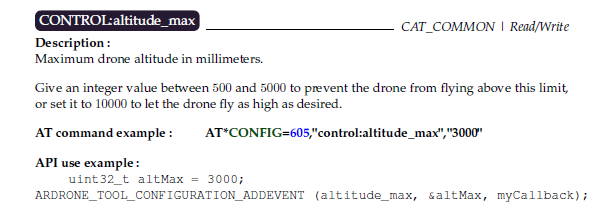 CONTROL:altitude_max CAT_COMMON | Read/Write
Description :
Maximum drone altitude in millimeters.
Give an integer value between 500 and 5000 to prevent the drone from flying above this limit,
or set it to 10000 to let the drone fly as high as desired.
AT command example : AT*CONFIG=605,"control:altitude_max","3000"
API use example :
uint32_t altMax = 3000;
ARDRONE_TOOL_CONFIGURATION_ADDEVENT (altitude_max, &altMax, myCallback);